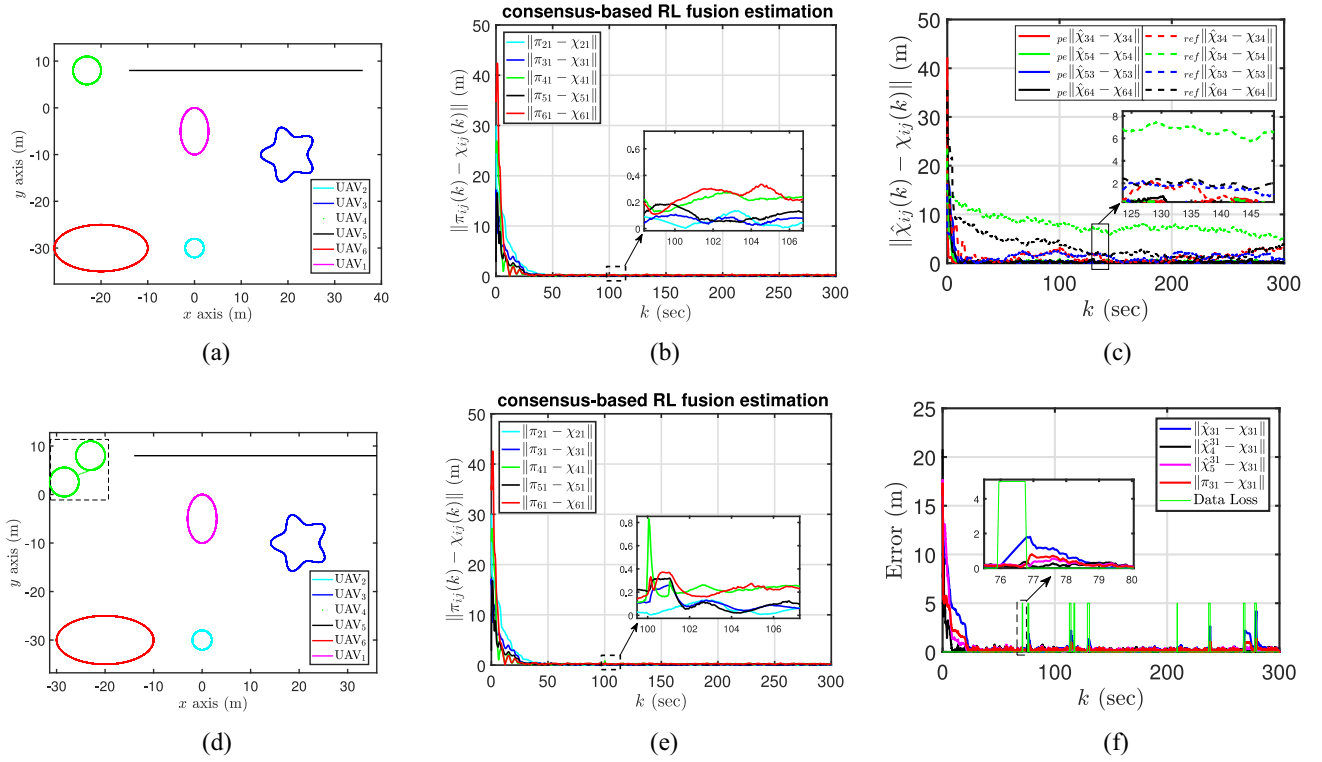 10
0
-10
-20
-30
y axis (m)
-20
-10
0
10
20
30
40
x axis (m)
UAV₂
UAV₃
UAV₄
UAV₅
UAV₆
UAV₁
(a)
consensus-based RL fusion estimation
50
40
30
20
10
0
||πᵢⱼ(k) − χᵢⱼ(k)|| (m)
0
50
100
150
200
250
300
k (sec)
||π₂₁ − χ₂₁||
||π₃₁ − χ₃₁||
||π₄₁ − χ₄₁||
||π₅₁ − χ₅₁||
||π₆₁ − χ₆₁||
0.6
0.4
0.2
0
100
102
104
106
(b)
50
40
30
20
10
0
||χ̂ᵢⱼ(k) − χᵢⱼ(k)|| (m)
0
100
200
300
k (sec)
pe||χ̂₃₄ − χ₃₄||
pe||χ̂₅₄ − χ₅₄||
pe||χ̂₅₃ − χ₅₃||
pe||χ̂₆₄ − χ₆₄||
ref||χ̂₃₄ − χ₃₄||
ref||χ̂₅₄ − χ₅₄||
ref||χ̂₅₃ − χ₅₃||
ref||χ̂₆₄ − χ₆₄||
8
6
4
2
125
130
135
140
145
(c)
10
0
-10
-20
-30
y axis (m)
-30
-20
-10
0
10
20
30
x axis (m)
UAV₂
UAV₃
UAV₄
UAV₅
UAV₆
UAV₁
(d)
consensus-based RL fusion estimation
50
40
30
20
10
0
||πᵢⱼ(k) − χᵢⱼ(k)|| (m)
0
50
100
150
200
250
300
k (sec)
||π₂₁ − χ₂₁||
||π₃₁ − χ₃₁||
||π₄₁ − χ₄₁||
||π₅₁ − χ₅₁||
||π₆₁ − χ₆₁||
0.8
0.6
0.4
0.2
0
100
102
104
106
(e)
25
20
15
10
5
0
Error (m)
0
100
200
300
k (sec)
||χ̂₃₁ − χ₃₁||
||χ̂₄³¹ − χ₃₁||
||χ̂₅³¹ − χ₃₁||
||π₃₁ − χ₃₁||
Data Loss
4
2
0
76
77
78
79
80
(f)